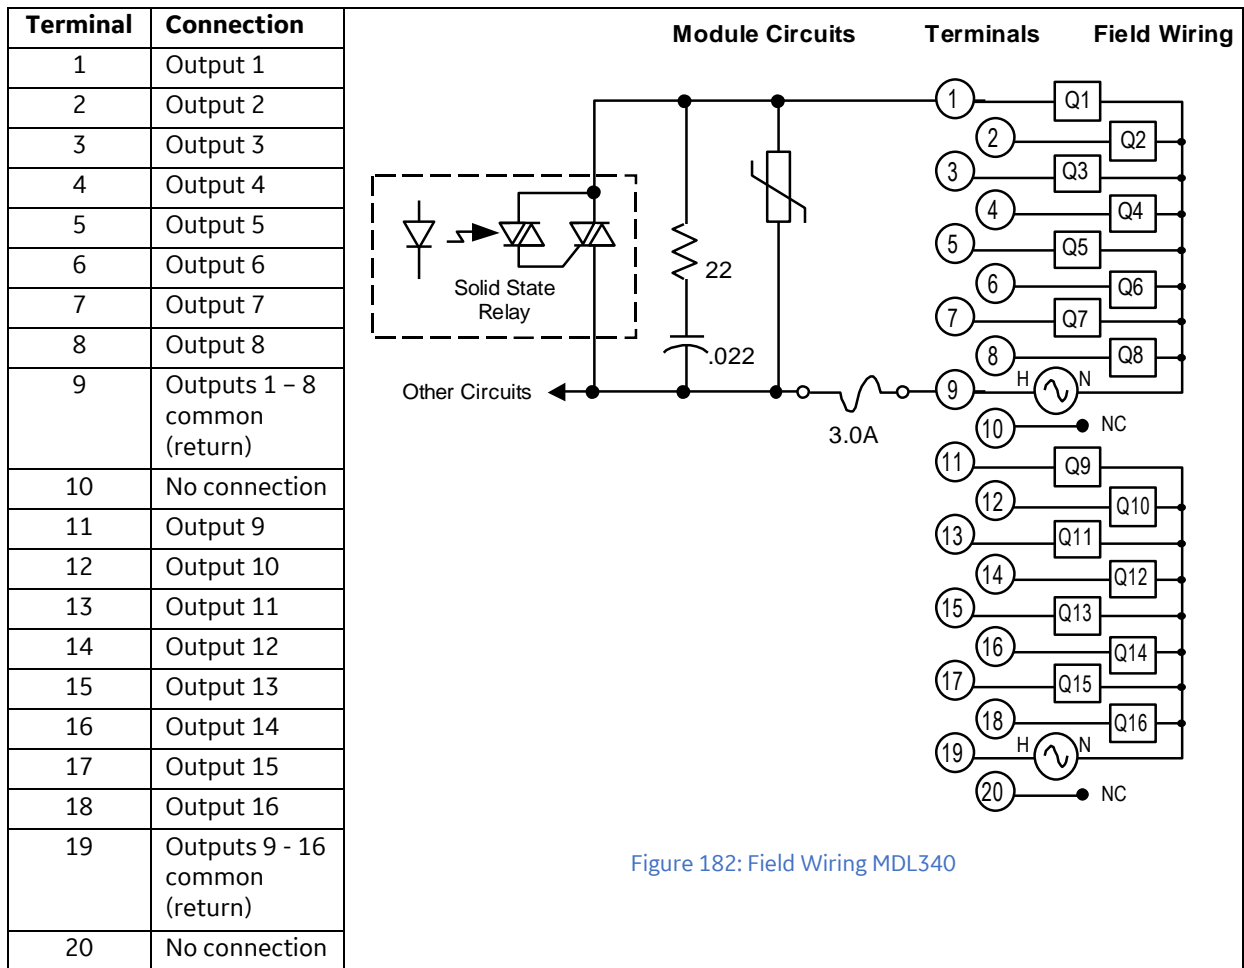 Terminal Connection
1 Output 1
2 Output 2
3 Output 3
4 Output 4
5 Output 5
6 Output 6
7 Output 7
8 Output 8
9 Outputs 1 – 8
common
(return)
10 No connection
11 Output 9
12 Output 10
13 Output 11
14 Output 12
15 Output 13
16 Output 14
17 Output 15
18 Output 16
19 Outputs 9 - 16
common
(return)
20 No connection
Module Circuits Terminals Field Wiring
1 Q1
2 Q2
3 Q3
4 Q4
5 Q5
6 Q6
7 Q7
8 Q8
9 H N
10 NC
11 Q9
12 Q10
13 Q11
14 Q12
15 Q13
16 Q14
17 Q15
18 Q16
19 H N
20 NC
Solid State
Relay
22
.022
Other Circuits
3.0A
Figure 182: Field Wiring MDL340